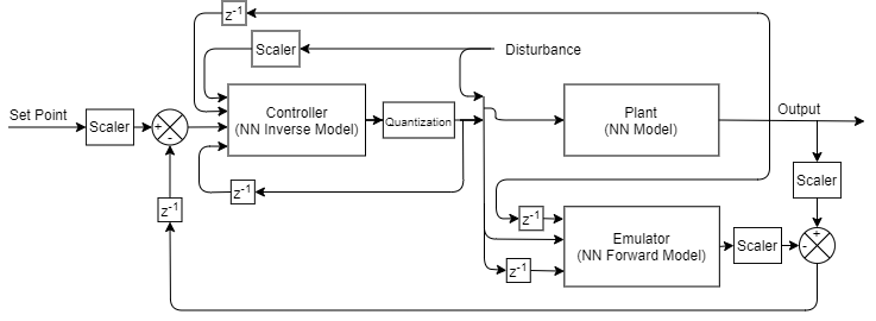 z-1
Scaler
Disturbance
Set Point
Scaler
+
-
Controller
(NN Inverse Model)
Quantization
Plant
(NN Model)
Output
z-1
Scaler
z-1
z-1
Emulator
(NN Forward Model)
Scaler
+
-
z-1